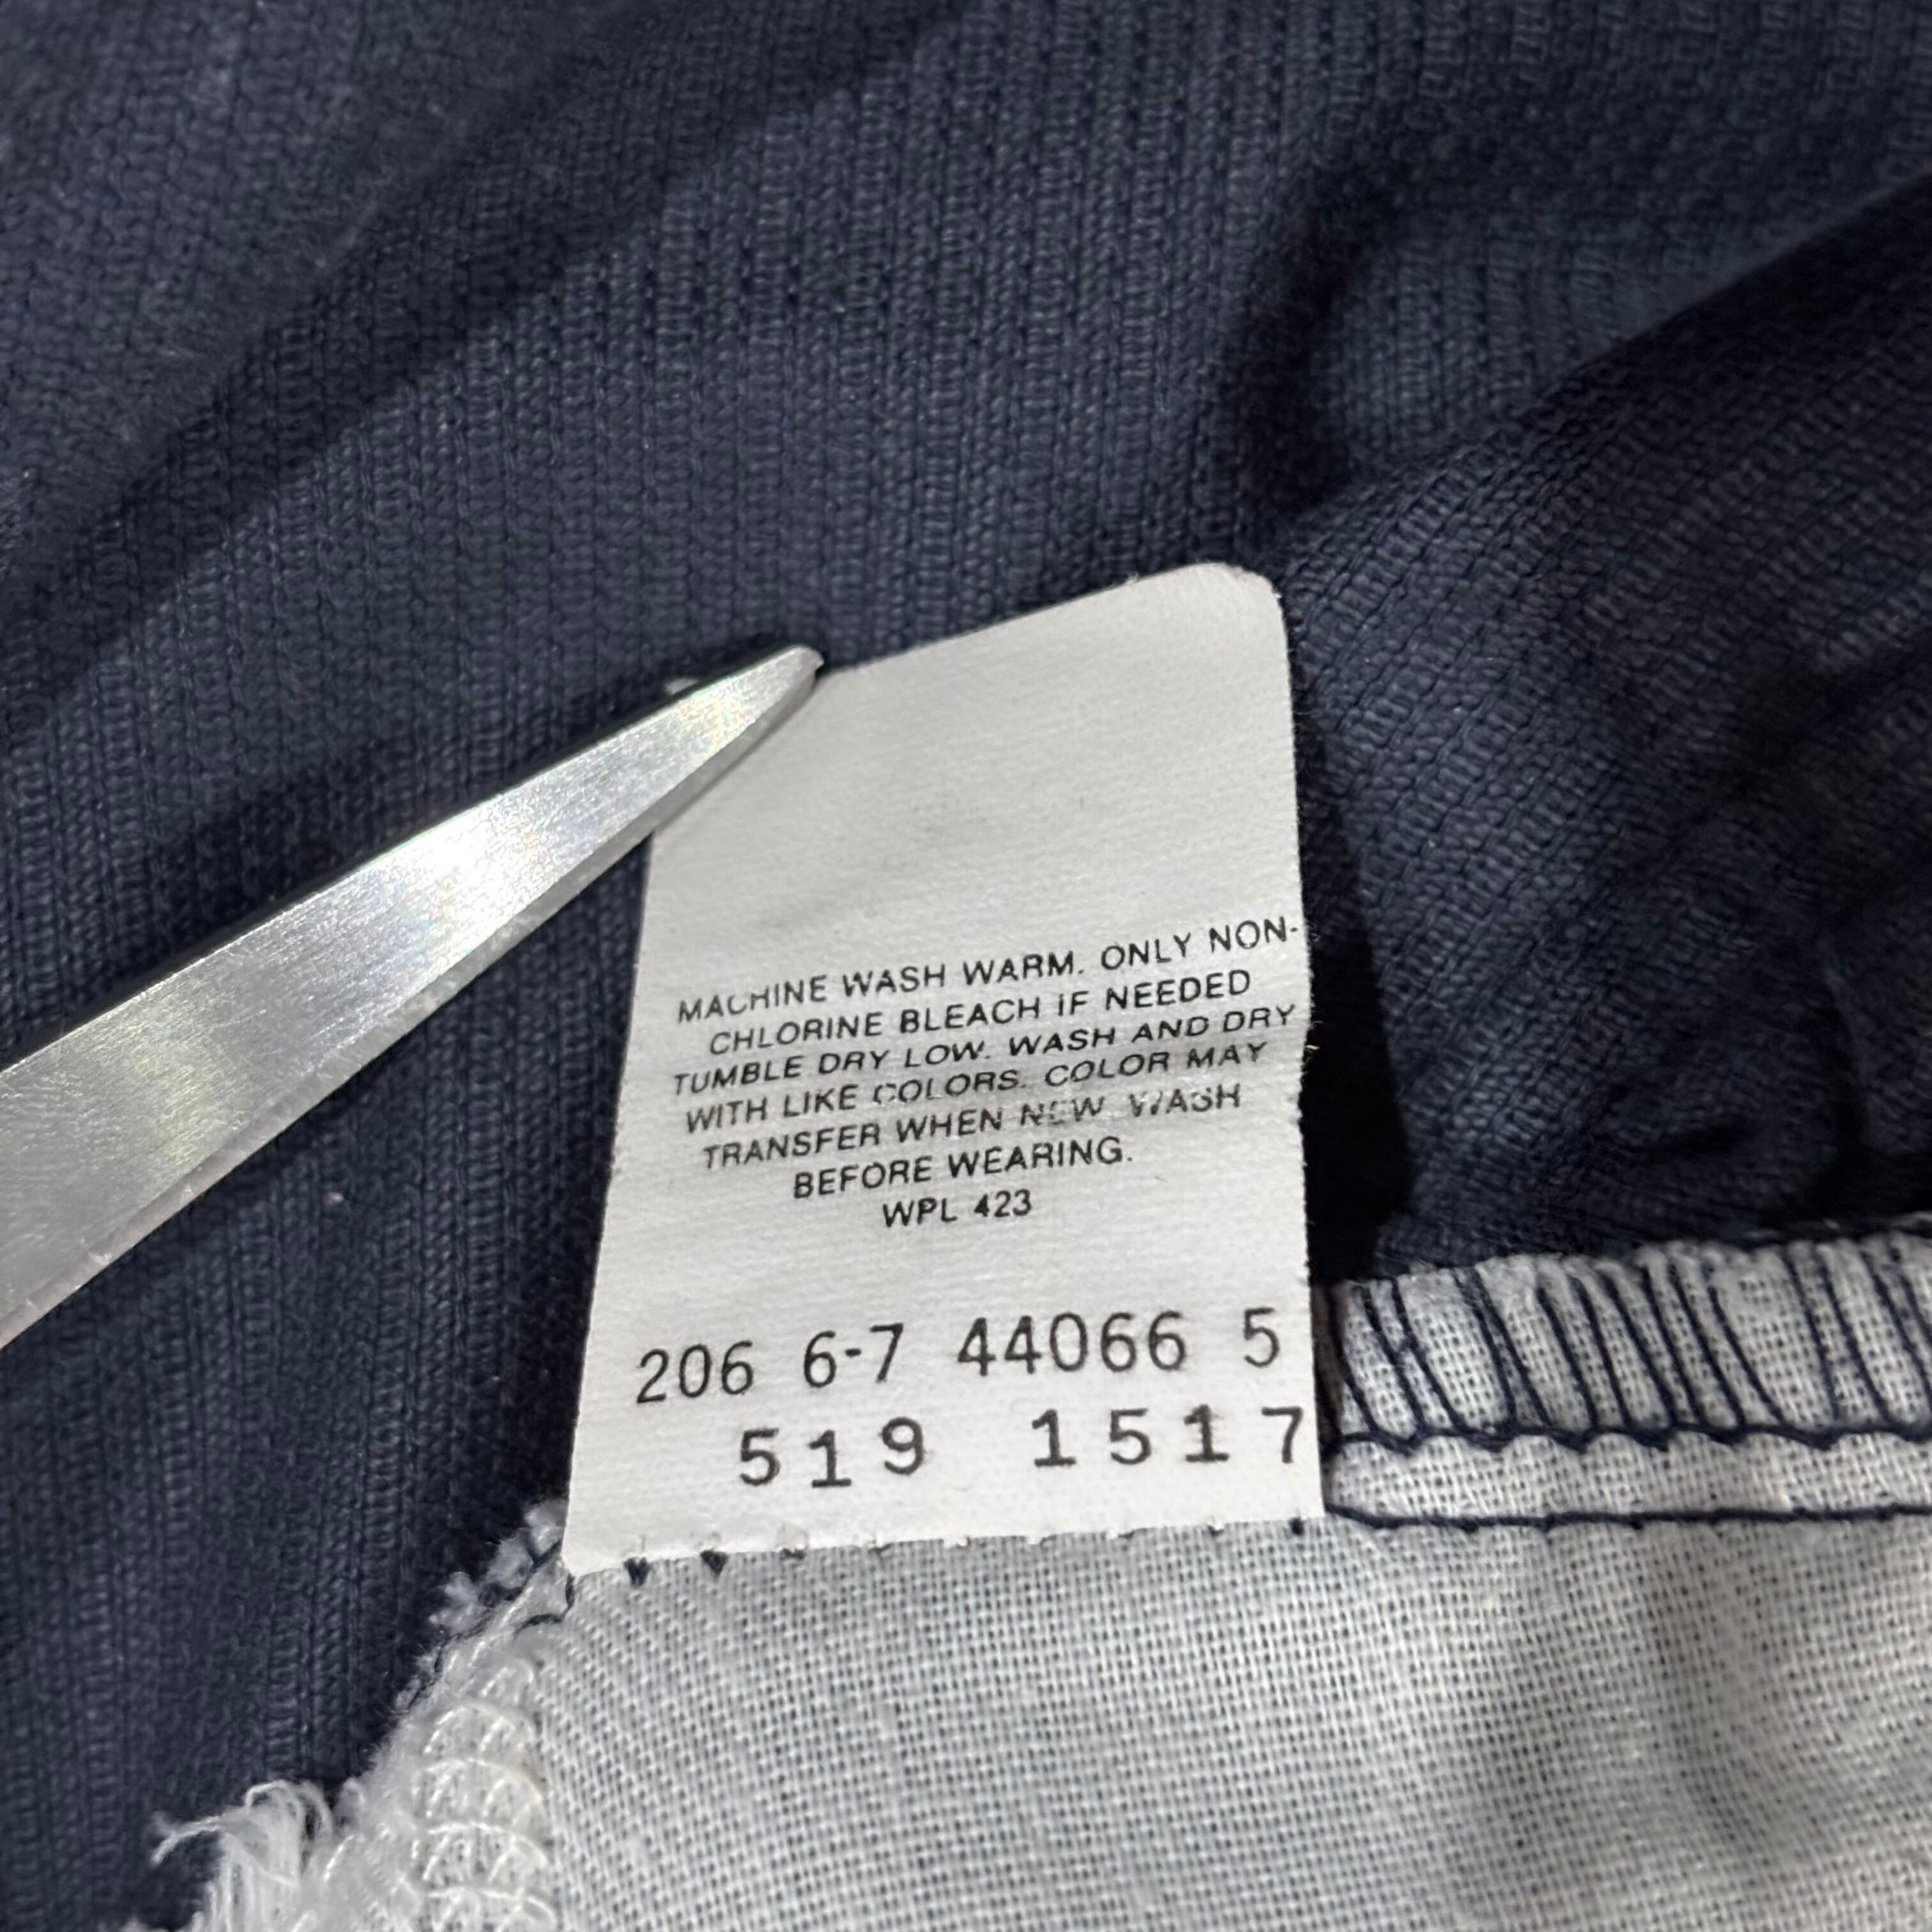 MACHINE WASH WARM. ONLY NON-
CHLORINE BLEACH IF NEEDED
TUMBLE DRY LOW. WASH AND DRY
WITH LIKE COLORS. COLOR MAY
TRANSFER WHEN NEW WASH
BEFORE WEARING.
WPL 423
206 6-7 44066 5
519 1517